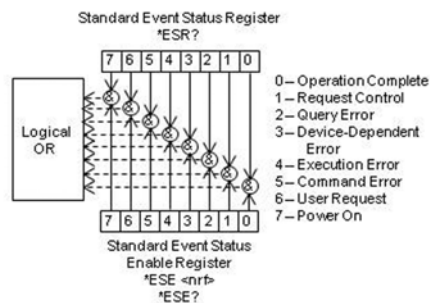 Standard Event Status Register
*ESR?
7 6 5 4 3 2 1 0
Logical
OR
& & & & & & & &
0 – Operation Complete
1 – Request Control
2 – Query Error
3 – Device-Dependent
Error
4 – Execution Error
5 – Command Error
6 – User Request
7 – Power On
7 6 5 4 3 2 1 0
Standard Event Status
Enable Register
*ESE <nrf>
*ESE?